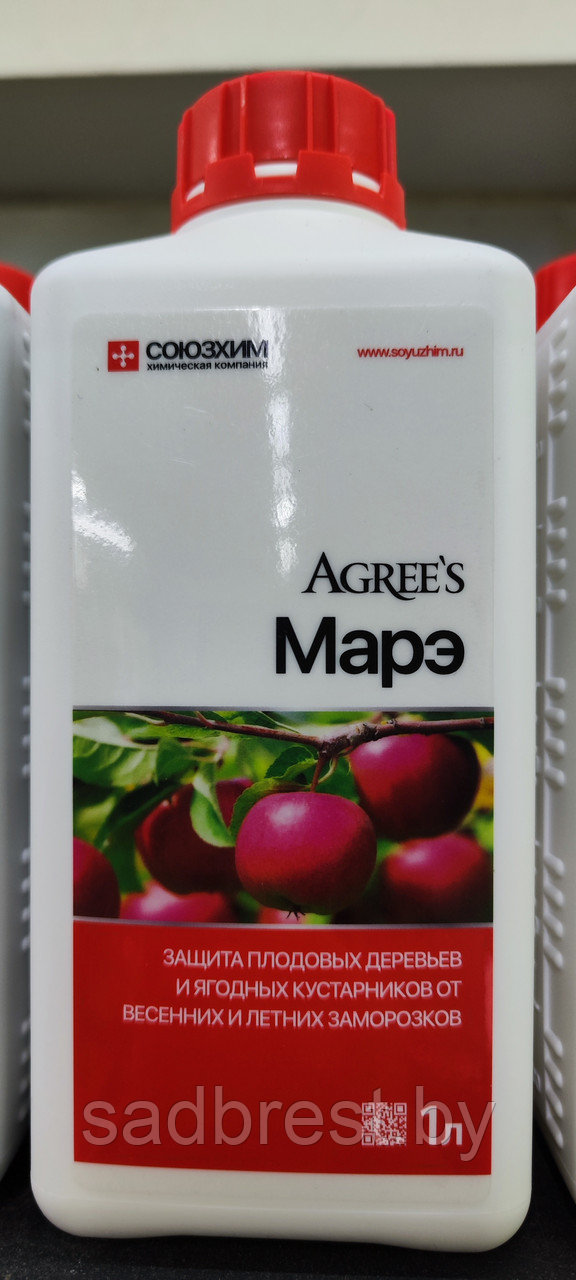 СОЮЗХИМ
ХИМИЧЕСКАЯ КОМПАНИЯ
www.soyuzhim.ru
AGREE`S
Марэ
ЗАЩИТА ПЛОДОВЫХ ДЕРЕВЬЕВ
И ЯГОДНЫХ КУСТАРНИКОВ ОТ
ВЕСЕННИХ И ЛЕТНИХ ЗАМОРОЗКОВ
1л
sadbrest.by